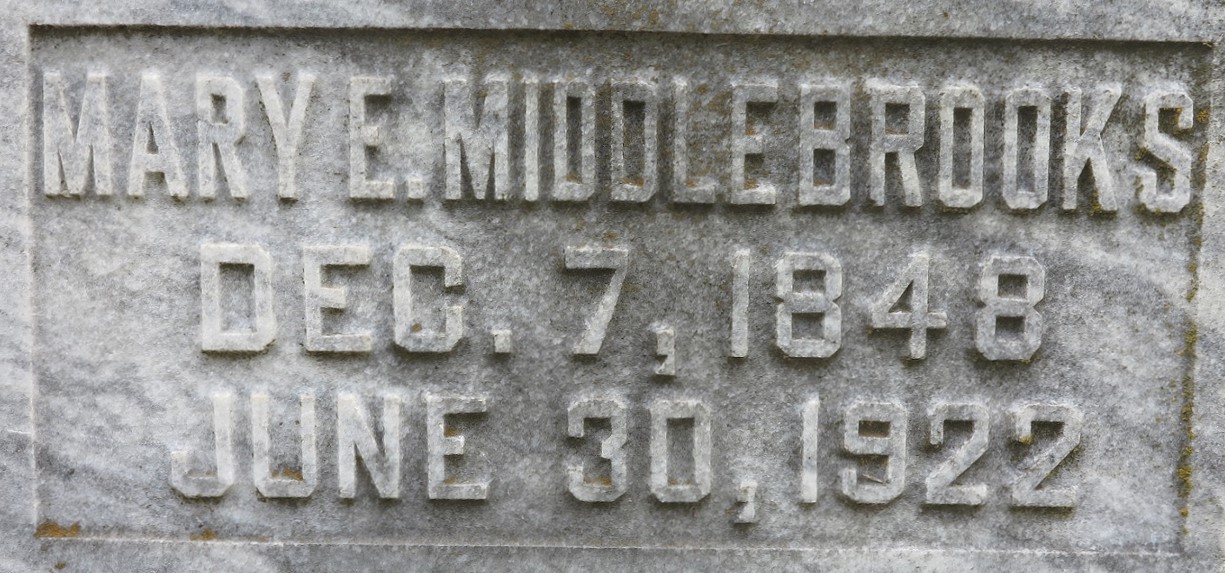 MARY E. MIDDLEBROOKS
DEC. 7, 1848
JUNE 30, 1922